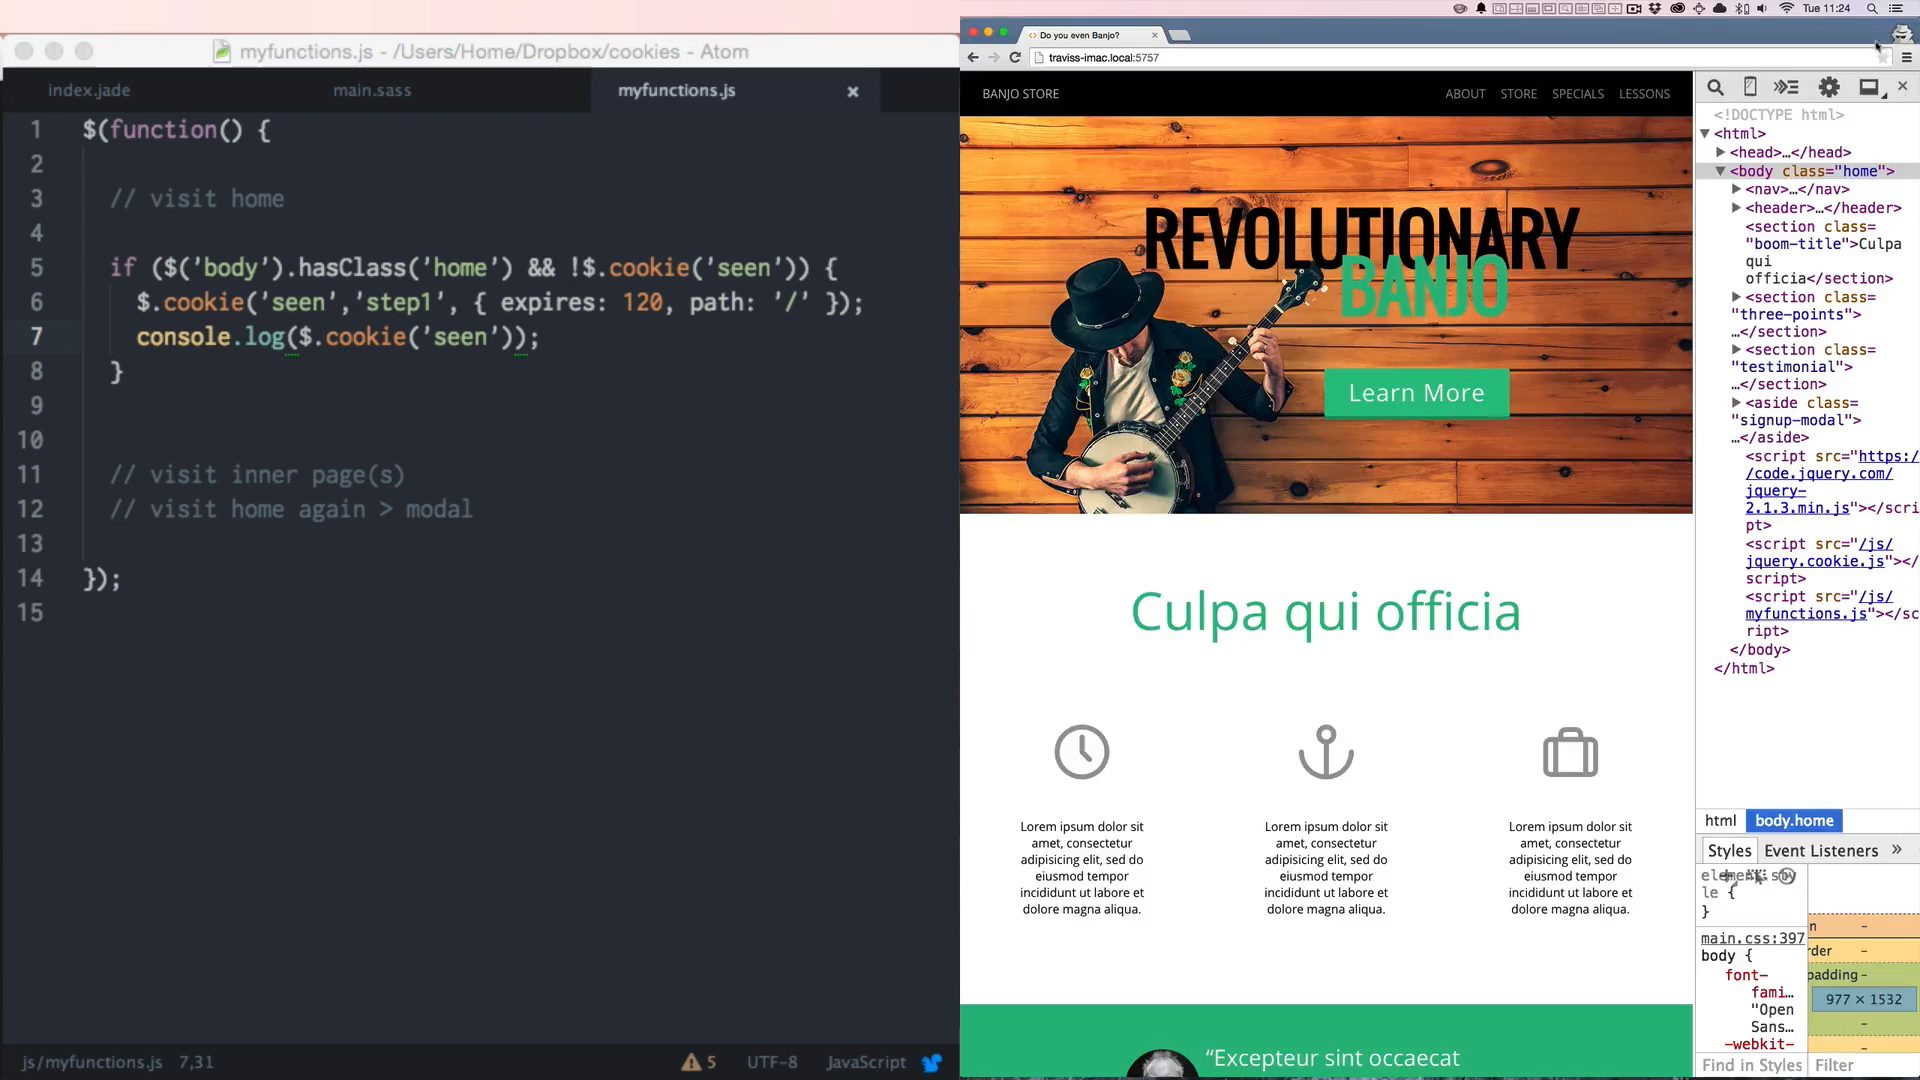 myfunctions.js - /Users/Home/Dropbox/cookies - Atom
index.jade
main.sass
myfunctions.js
1 $(function() {
2
3 // visit home
4
5 if ($('body').hasClass('home') && !$.cookie('seen')) {
6 $.cookie('seen','step1', { expires: 120, path: '/' });
7 console.log($.cookie('seen'));
8 }
9
10
11 // visit inner page(s)
12 // visit home again > modal
13
14 });
15
js/myfunctions.js 7,31
5 UTF-8 JavaScript
Tue 11:24
Do you even Banjo?
traviss-imac.local:5757
BANJO STORE
ABOUT STORE SPECIALS LESSONS
REVOLUTIONARY
BANJO
Learn More
Culpa qui officia
Lorem ipsum dolor sit
amet, consectetur
adipisicing elit, sed do
eiusmod tempor
incididunt ut labore et
dolore magna aliqua.
Lorem ipsum dolor sit
amet, consectetur
adipisicing elit, sed do
eiusmod tempor
incididunt ut labore et
dolore magna aliqua.
Lorem ipsum dolor sit
amet, consectetur
adipisicing elit, sed do
eiusmod tempor
incididunt ut labore et
dolore magna aliqua.
“Excepteur sint occaecat
<!DOCTYPE html>
<html>
<head>…</head>
<body class="home">
<nav>…</nav>
<header>…</header>
<section class=
"boom-title">Culpa
qui
officia</section>
<section class=
"three-points">
…</section>
<section class=
"testimonial">
…</section>
<aside class=
"signup-modal">
…</aside>
<script src="https:/
/code.jquery.com/
jquery-
2.1.3.min.js"></scri
pt>
<script src="/js/
jquery.cookie.js"></
script>
<script src="/js/
myfunctions.js"></sc
ript>
</body>
</html>
html body.home
Styles Event Listeners »
element.sty
le {
}
main.css:397
body {
font-
fami…
"Open
Sans…
-webkit-
n –
rder –
padding –
977 × 1532
–
–
Find in Styles
Filter